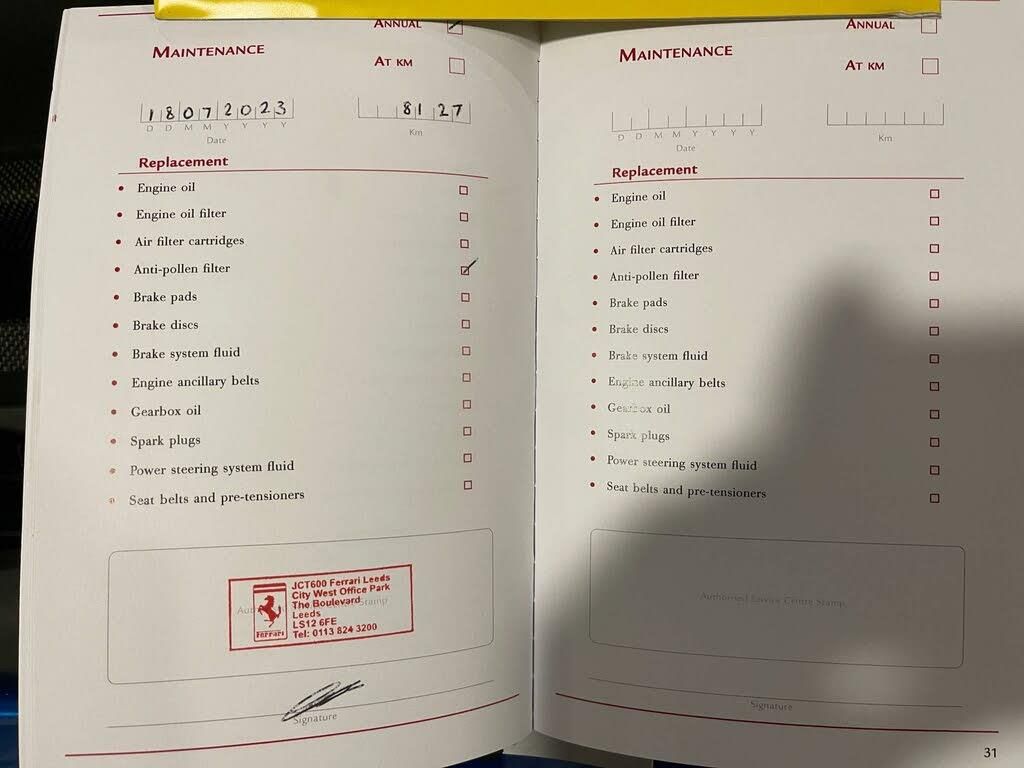 ANNUAL
MAINTENANCE
AT KM
18072023
8127
D D M M Y Y Y Y
Date
Km
Replacement
Engine oil
Engine oil filter
Air filter cartridges
Anti-pollen filter
Brake pads
Brake discs
Brake system fluid
Engine ancillary belts
Gearbox oil
Spark plugs
Power steering system fluid
Seat belts and pre-tensioners
JCT600 Ferrari Leeds
City West Office Park
The Boulevard
Leeds
LS12 6FE
Tel: 0113 824 3200
Ferrari
Stamp
Signature
ANNUAL
MAINTENANCE
AT KM
D D M M Y Y Y Y
Date
Km
Replacement
Engine oil
Engine oil filter
Air filter cartridges
Anti-pollen filter
Brake pads
Brake discs
Brake system fluid
Engine ancillary belts
Gearbox oil
Spark plugs
Power steering system fluid
Seat belts and pre-tensioners
Authorised Service Centre Stamp
Signature
31